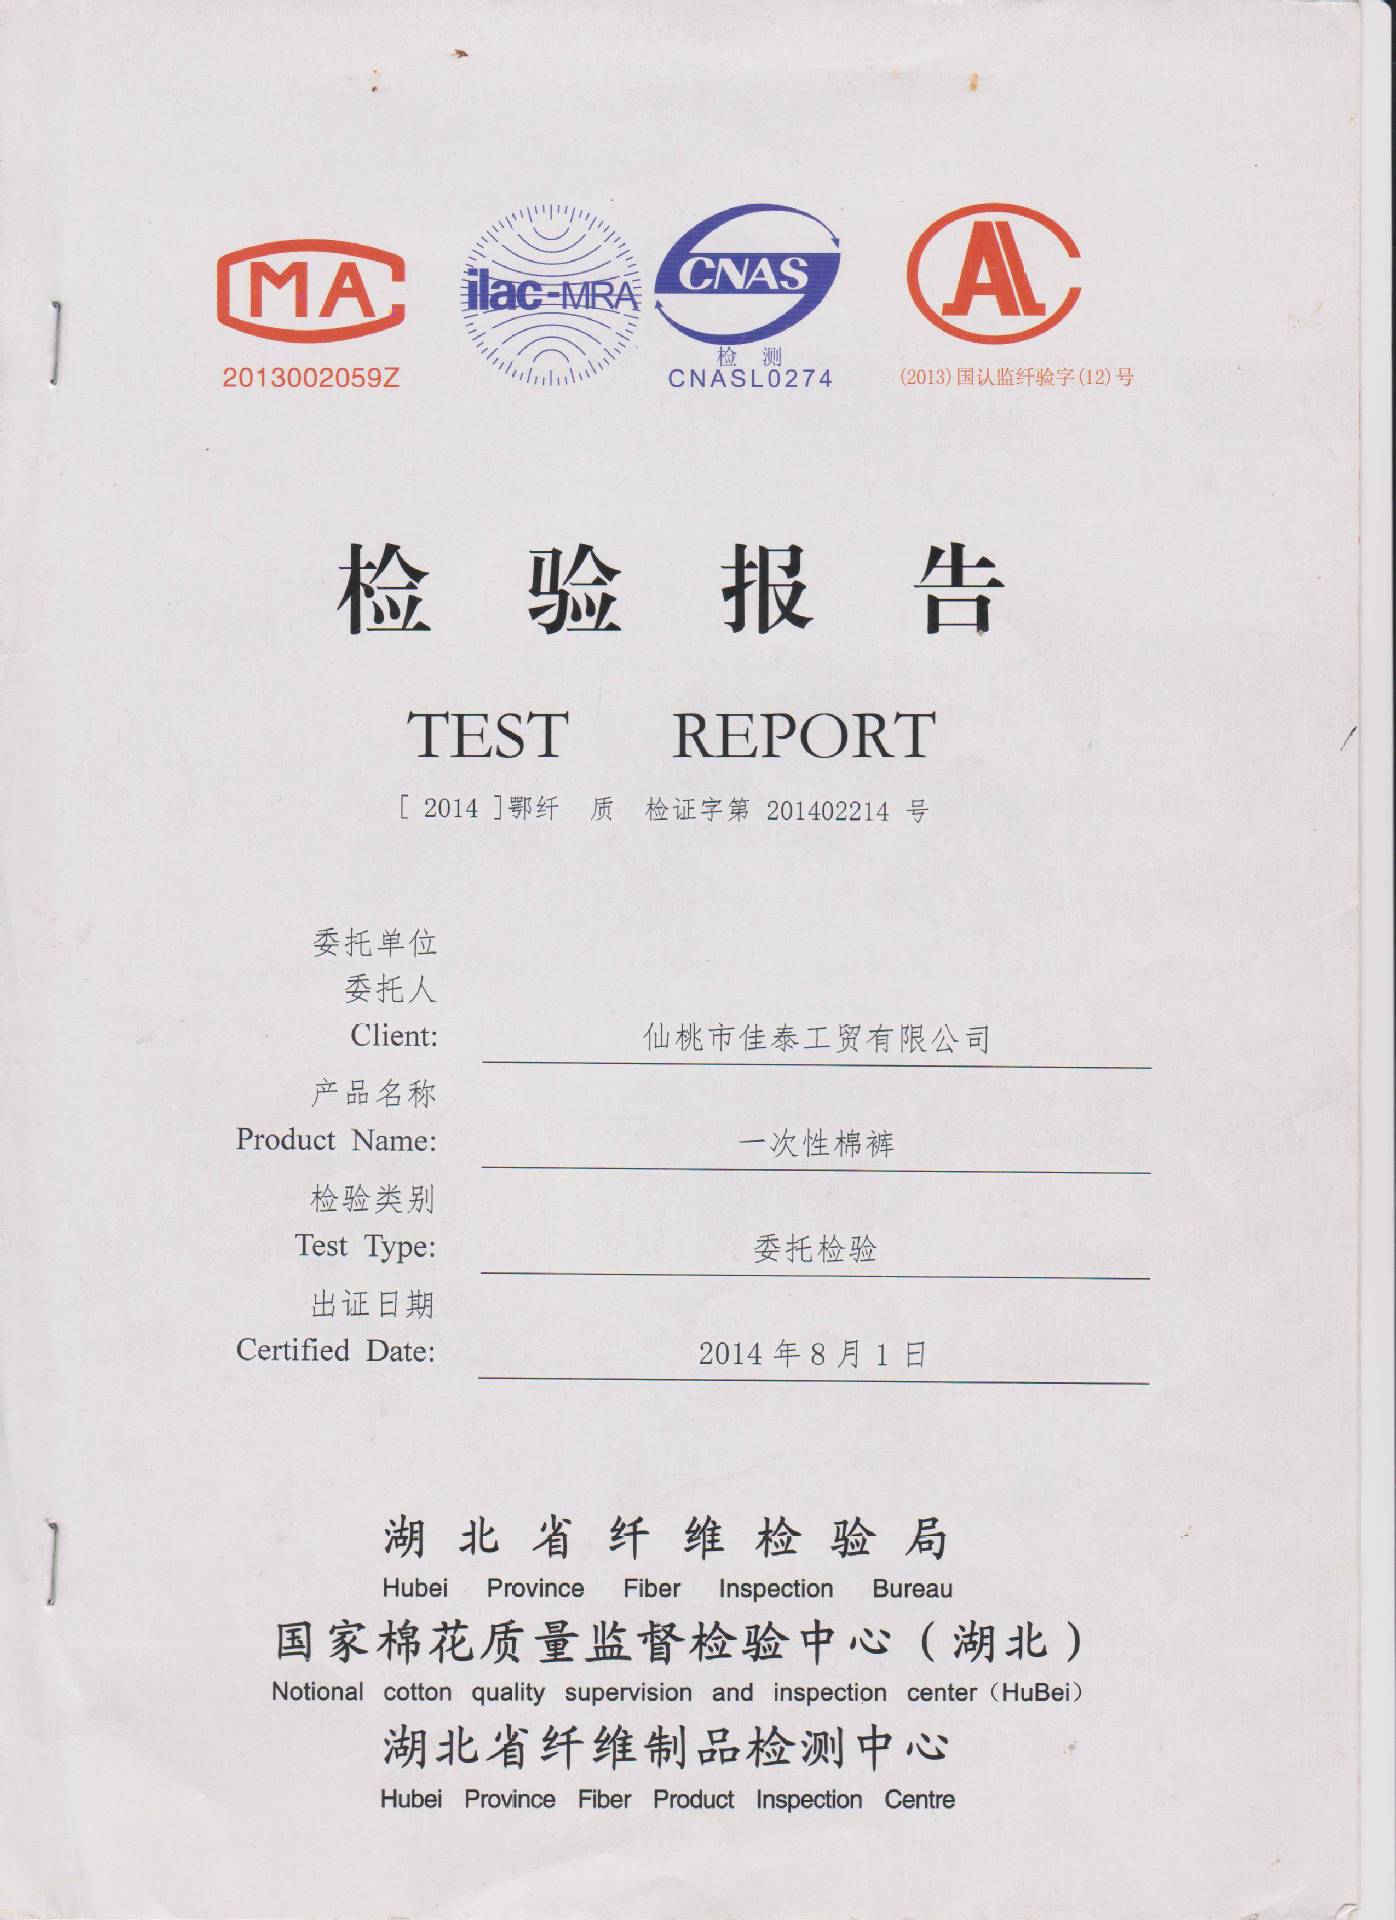 MA
ilac-MRA
CNAS
AL
检 测
2013002059Z
CNASL0274
(2013)国认监纤验字(12)号
检 验 报 告
TEST REPORT
[ 2014 ]鄂纤 质 检证字第 201402214 号
委托单位
委托人
Client: 仙桃市佳泰工贸有限公司
产品名称
Product Name: 一次性棉裤
检验类别
Test Type: 委托检验
出证日期
Certified Date: 2014 年 8 月 1 日
湖北省纤维检验局
Hubei Province Fiber Inspection Bureau
国家棉花质量监督检验中心（湖北）
Notional cotton quality supervision and inspection center（HuBei）
湖北省纤维制品检测中心
Hubei Province Fiber Product Inspection Centre